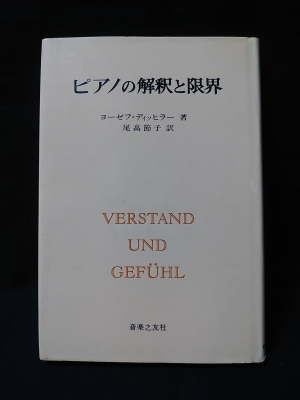 ピアノの解釈と限界
ヨーゼフ・ディッヒラー 著
尾高節子 訳
VERSTAND
UND
GEFÜHL
音楽之友社